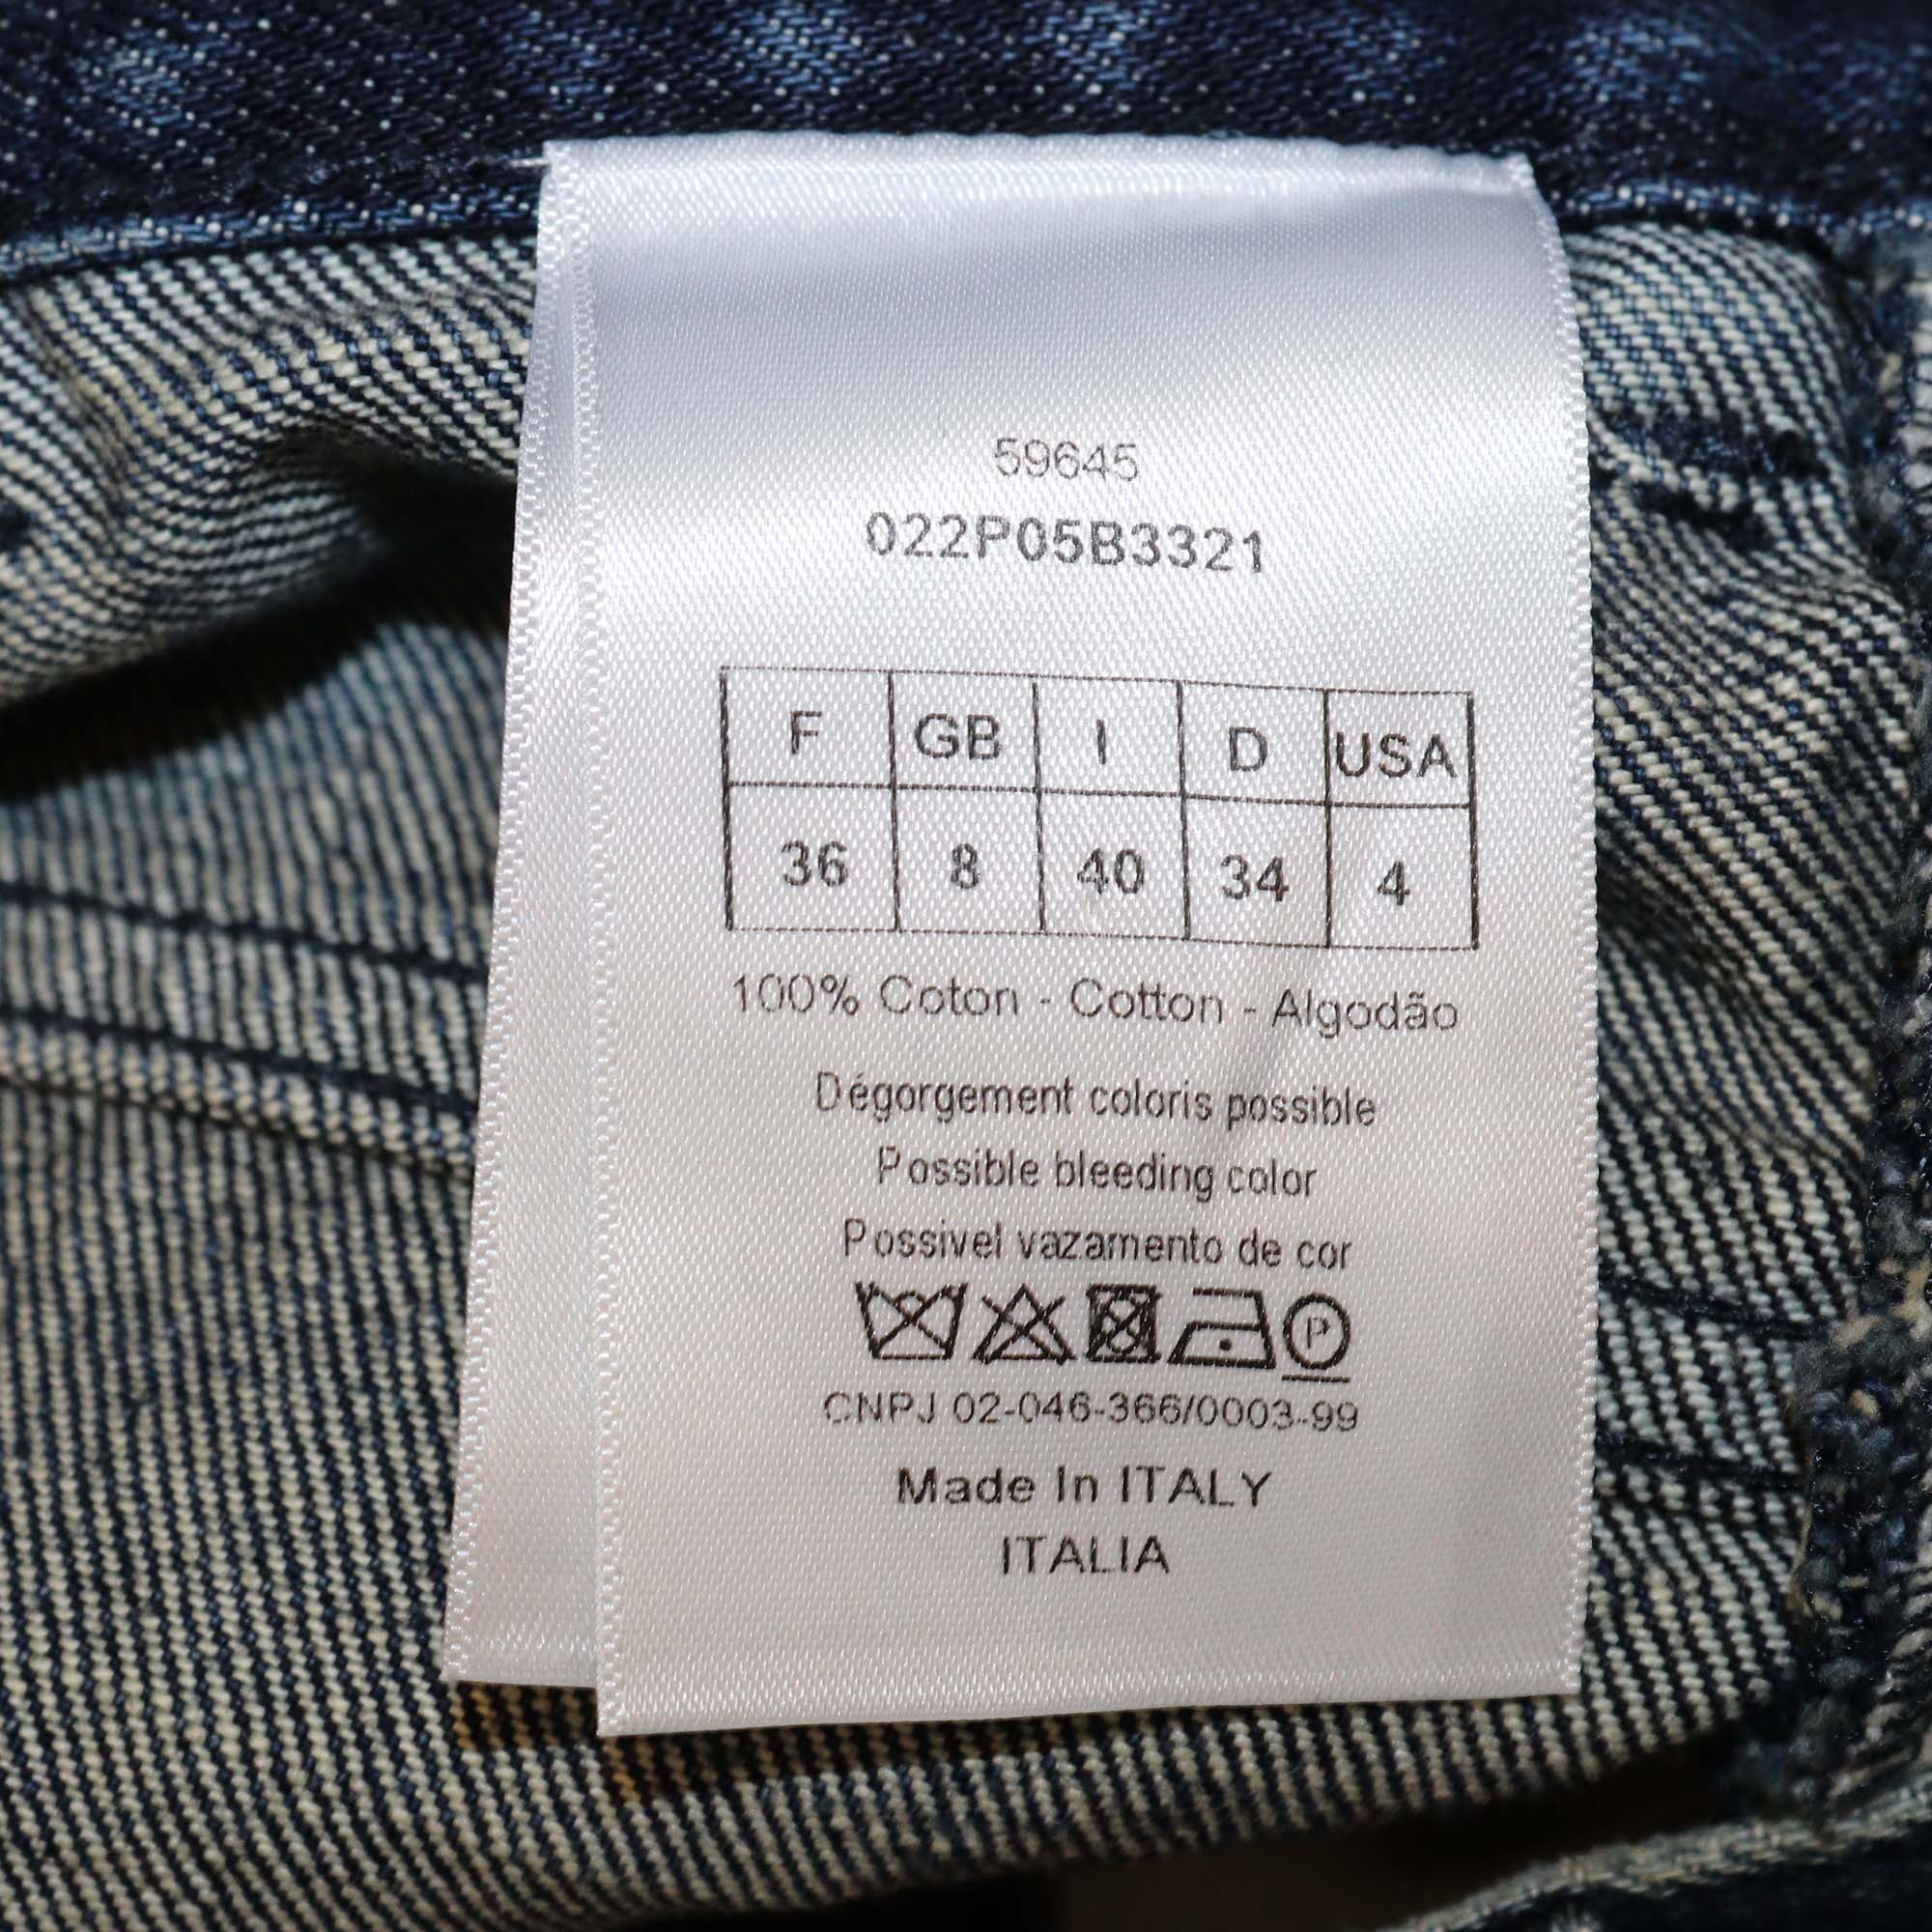 59645
022P05B3321
F GB I D USA
36 8 40 34 4
100% Coton - Cotton - Algodão
Dégorgement coloris possible
Possible bleeding color
Possivel vazamento de cor
P
CNPJ 02-046-366/0003-99
Made In ITALY
ITALIA